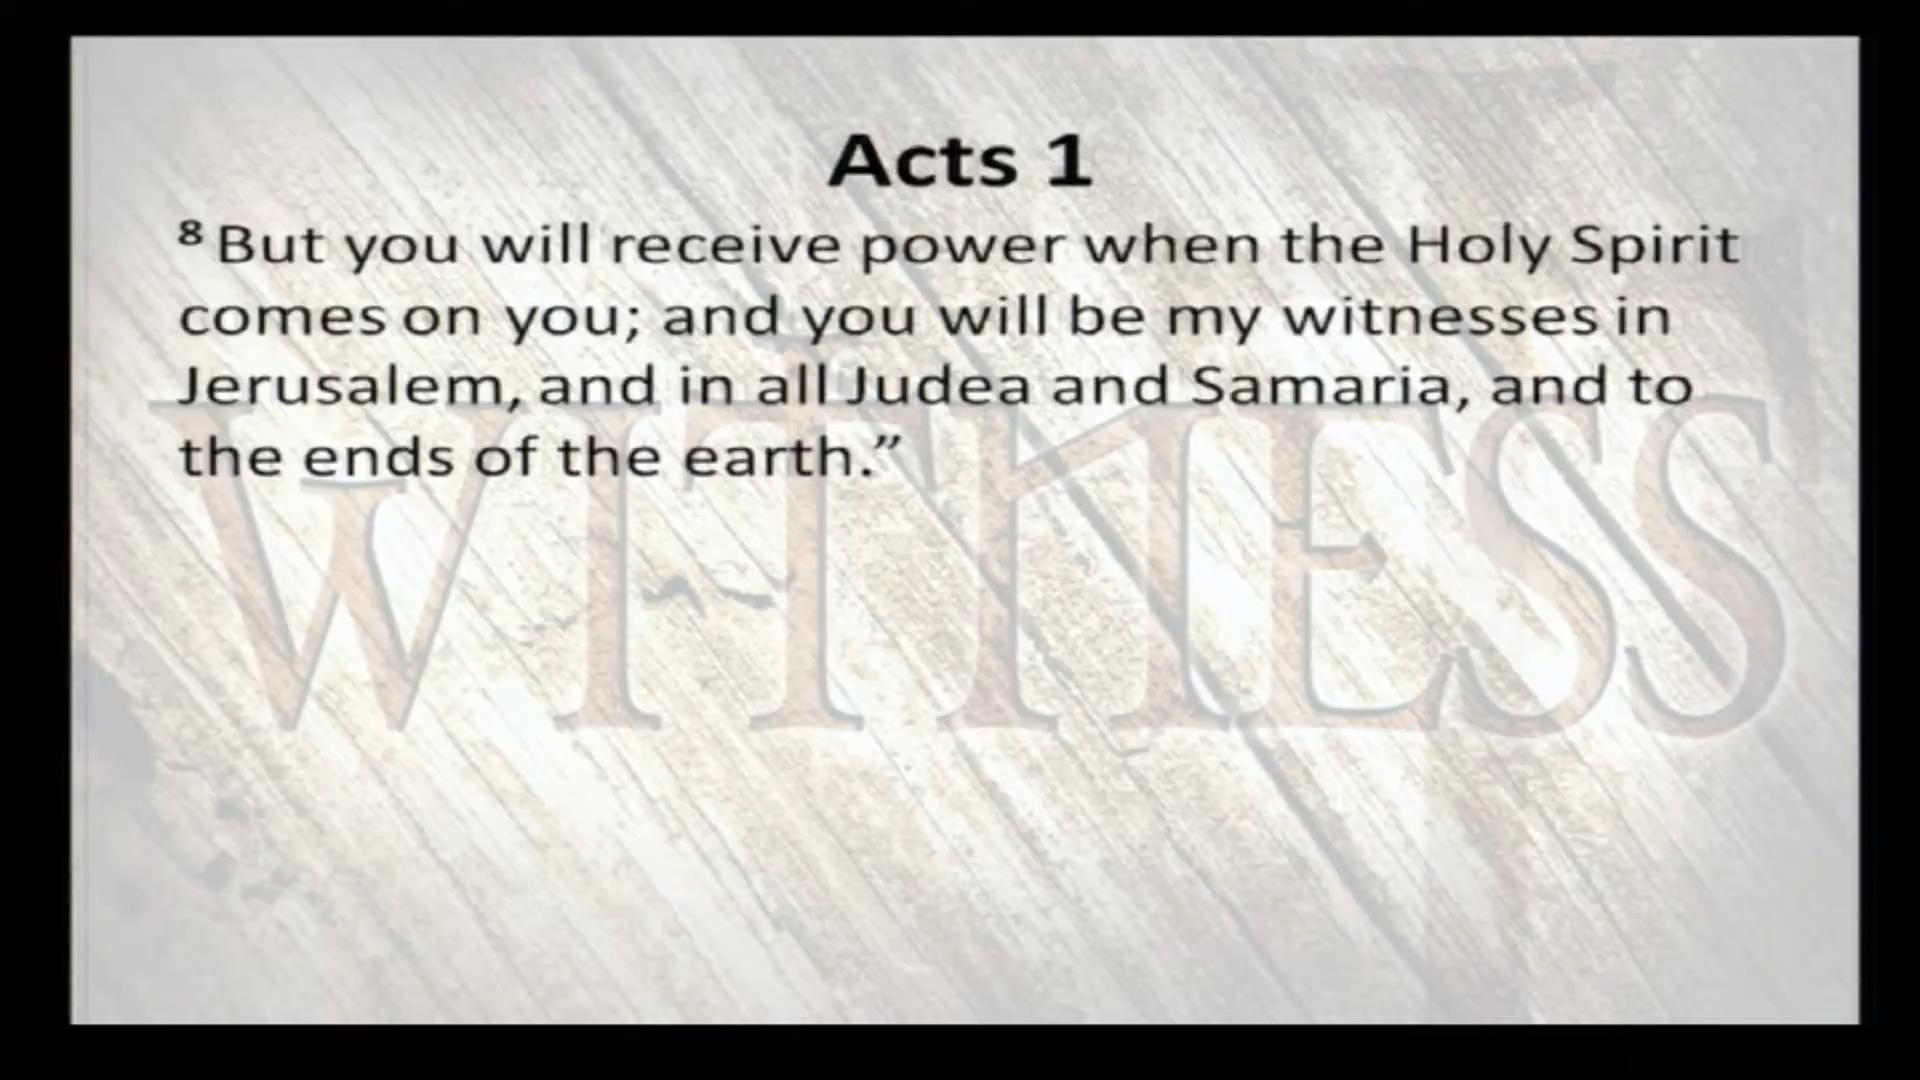 Acts 1
⁸ But you will receive power when the Holy Spirit
comes on you; and you will be my witnesses in
Jerusalem, and in all Judea and Samaria, and to
the ends of the earth.”
WITNESS